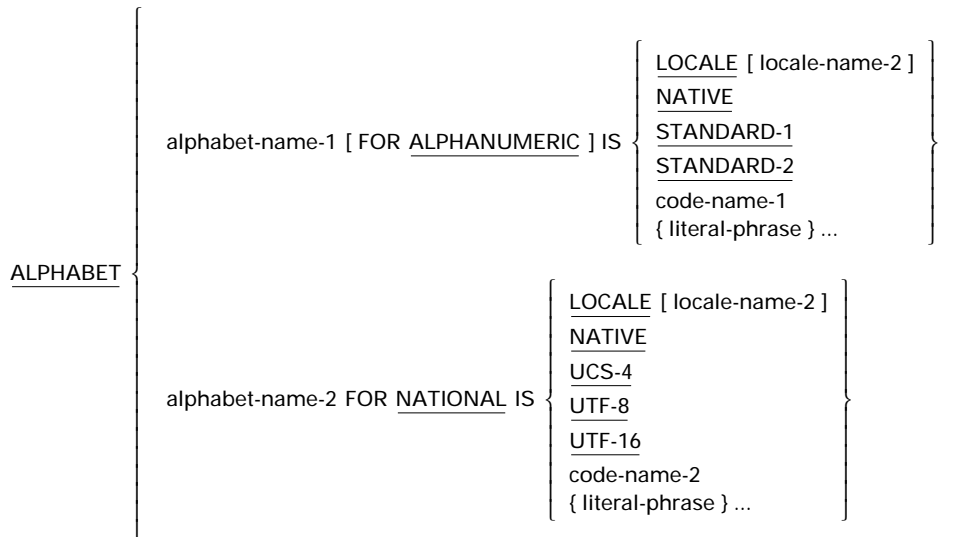 LOCALE [ locale-name-2 ]
NATIVE
alphabet-name-1 [ FOR ALPHANUMERIC ] IS
STANDARD-1
STANDARD-2
code-name-1
{ literal-phrase } ...
ALPHABET
LOCALE [ locale-name-2 ]
NATIVE
UCS-4
alphabet-name-2 FOR NATIONAL IS
UTF-8
UTF-16
code-name-2
{ literal-phrase } ...